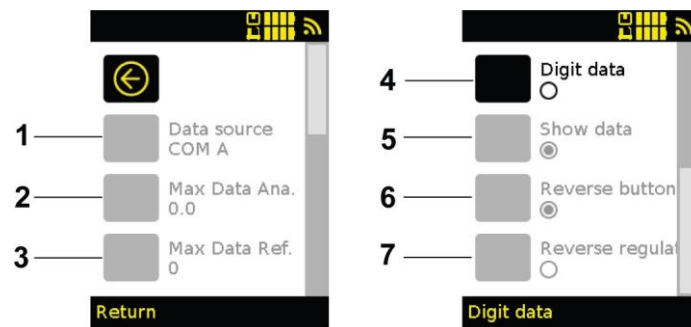 1
Data source
COM A
2
Max Data Ana.
0.0
3
Max Data Ref.
0
Return
4
Digit data
5
Show data
6
Reverse button
7
Reverse regulat
Digit data